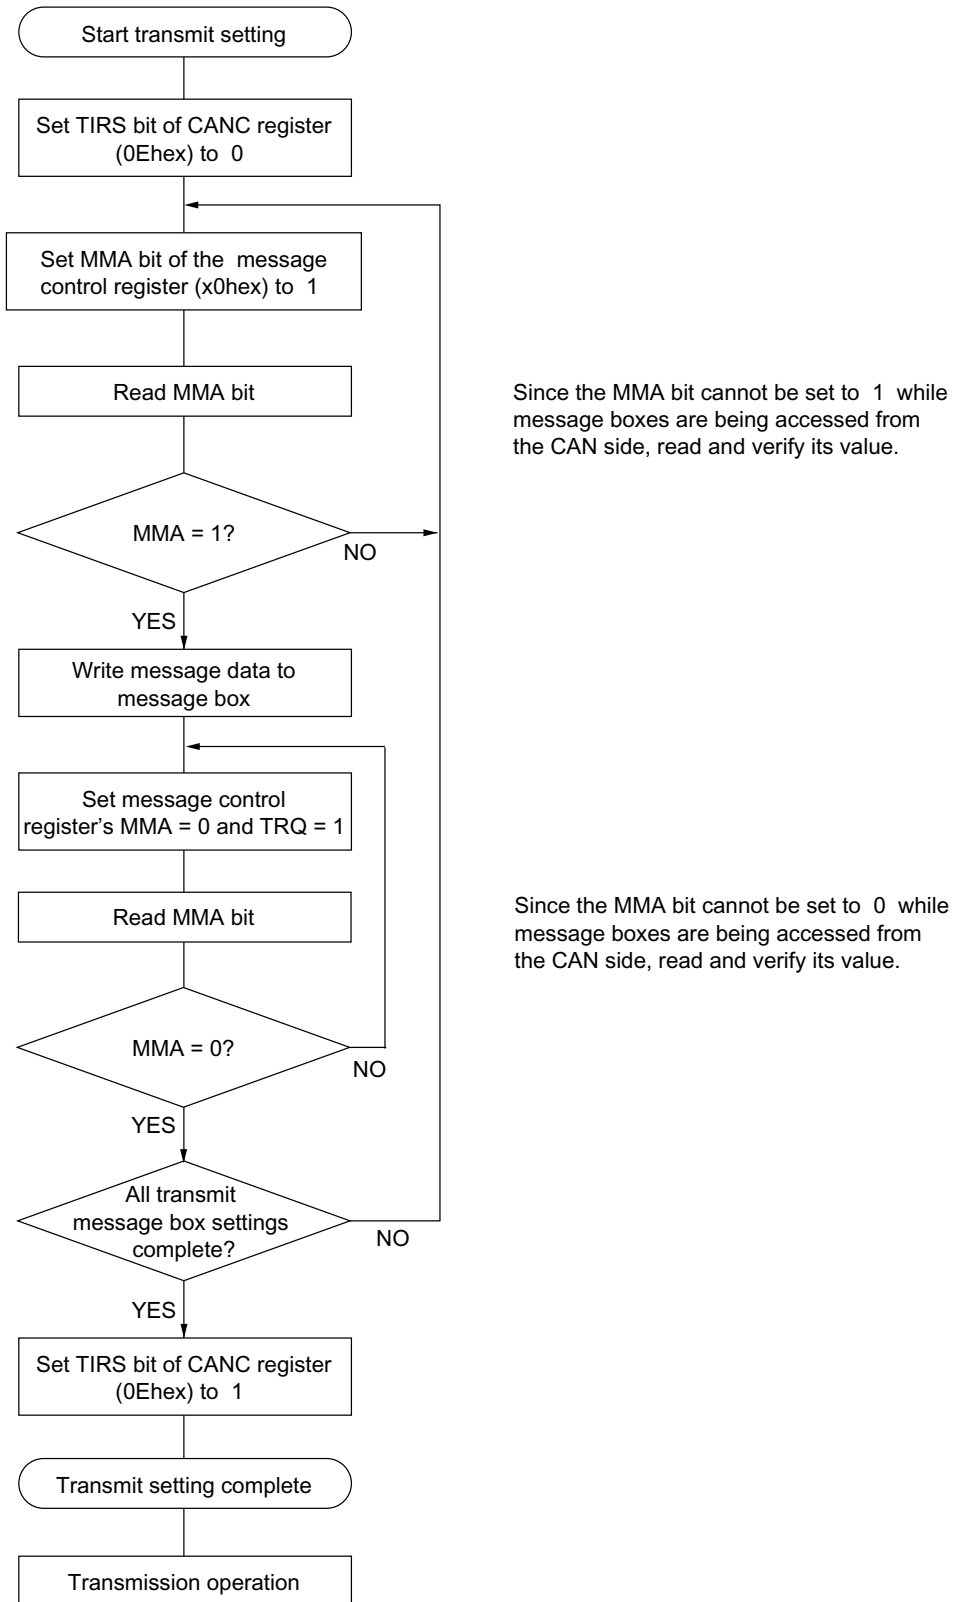 Start transmit setting
Set TIRS bit of CANC register
(0Ehex) to 0
Set MMA bit of the message
control register (x0hex) to 1
Read MMA bit
Since the MMA bit cannot be set to 1 while
message boxes are being accessed from
the CAN side, read and verify its value.
MMA = 1?
NO
YES
Write message data to
message box
Set message control
register's MMA = 0 and TRQ = 1
Read MMA bit
Since the MMA bit cannot be set to 0 while
message boxes are being accessed from
the CAN side, read and verify its value.
MMA = 0?
NO
YES
All transmit
message box settings
complete?
NO
YES
Set TIRS bit of CANC register
(0Ehex) to 1
Transmit setting complete
Transmission operation